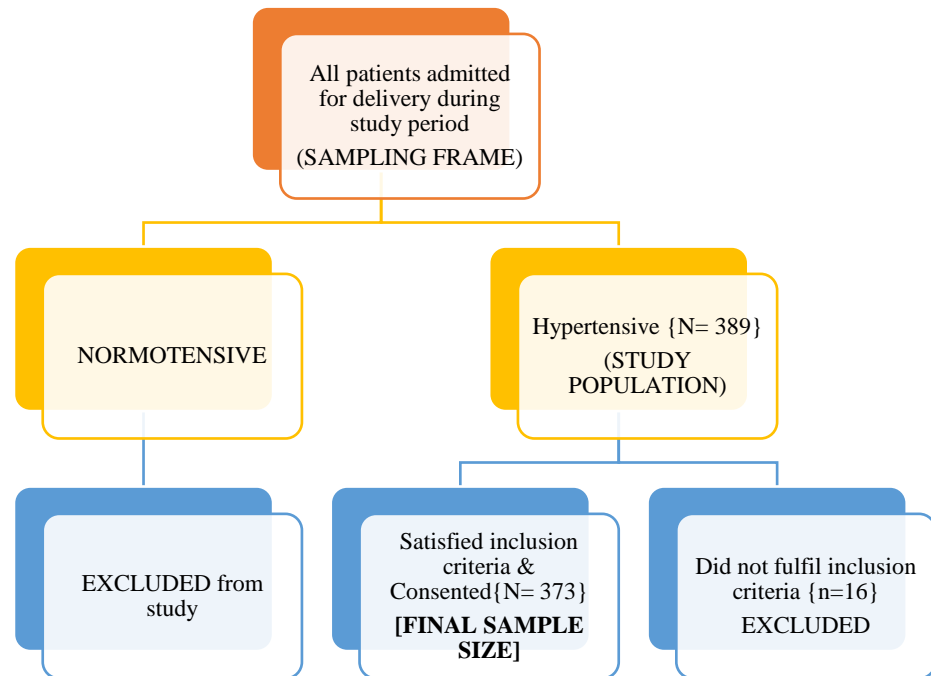 All patients admitted
for delivery during
study period
(SAMPLING FRAME)
NORMOTENSIVE
Hypertensive {N= 389}
(STUDY
POPULATION)
EXCLUDED from
study
Satisfied inclusion
criteria &
Consented{N= 373}
[FINAL SAMPLE
SIZE]
Did not fulfil inclusion
criteria {n=16}
EXCLUDED